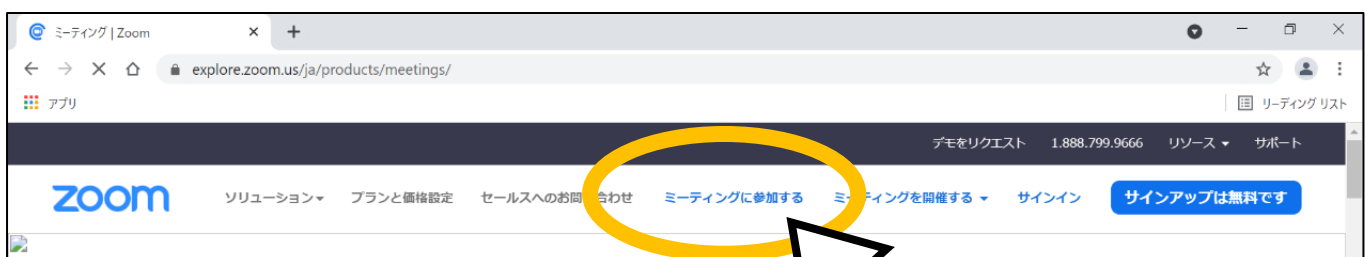 ミーティング | Zoom
explore.zoom.us/ja/products/meetings/
アプリ リーディング リスト
デモをリクエスト 1.888.799.9666 リソース サポート
zoom ソリューション プランと価格設定 セールスへのお問 合わせ ミーティングに参加する ミーティングを開催する サインイン サインアップは無料です